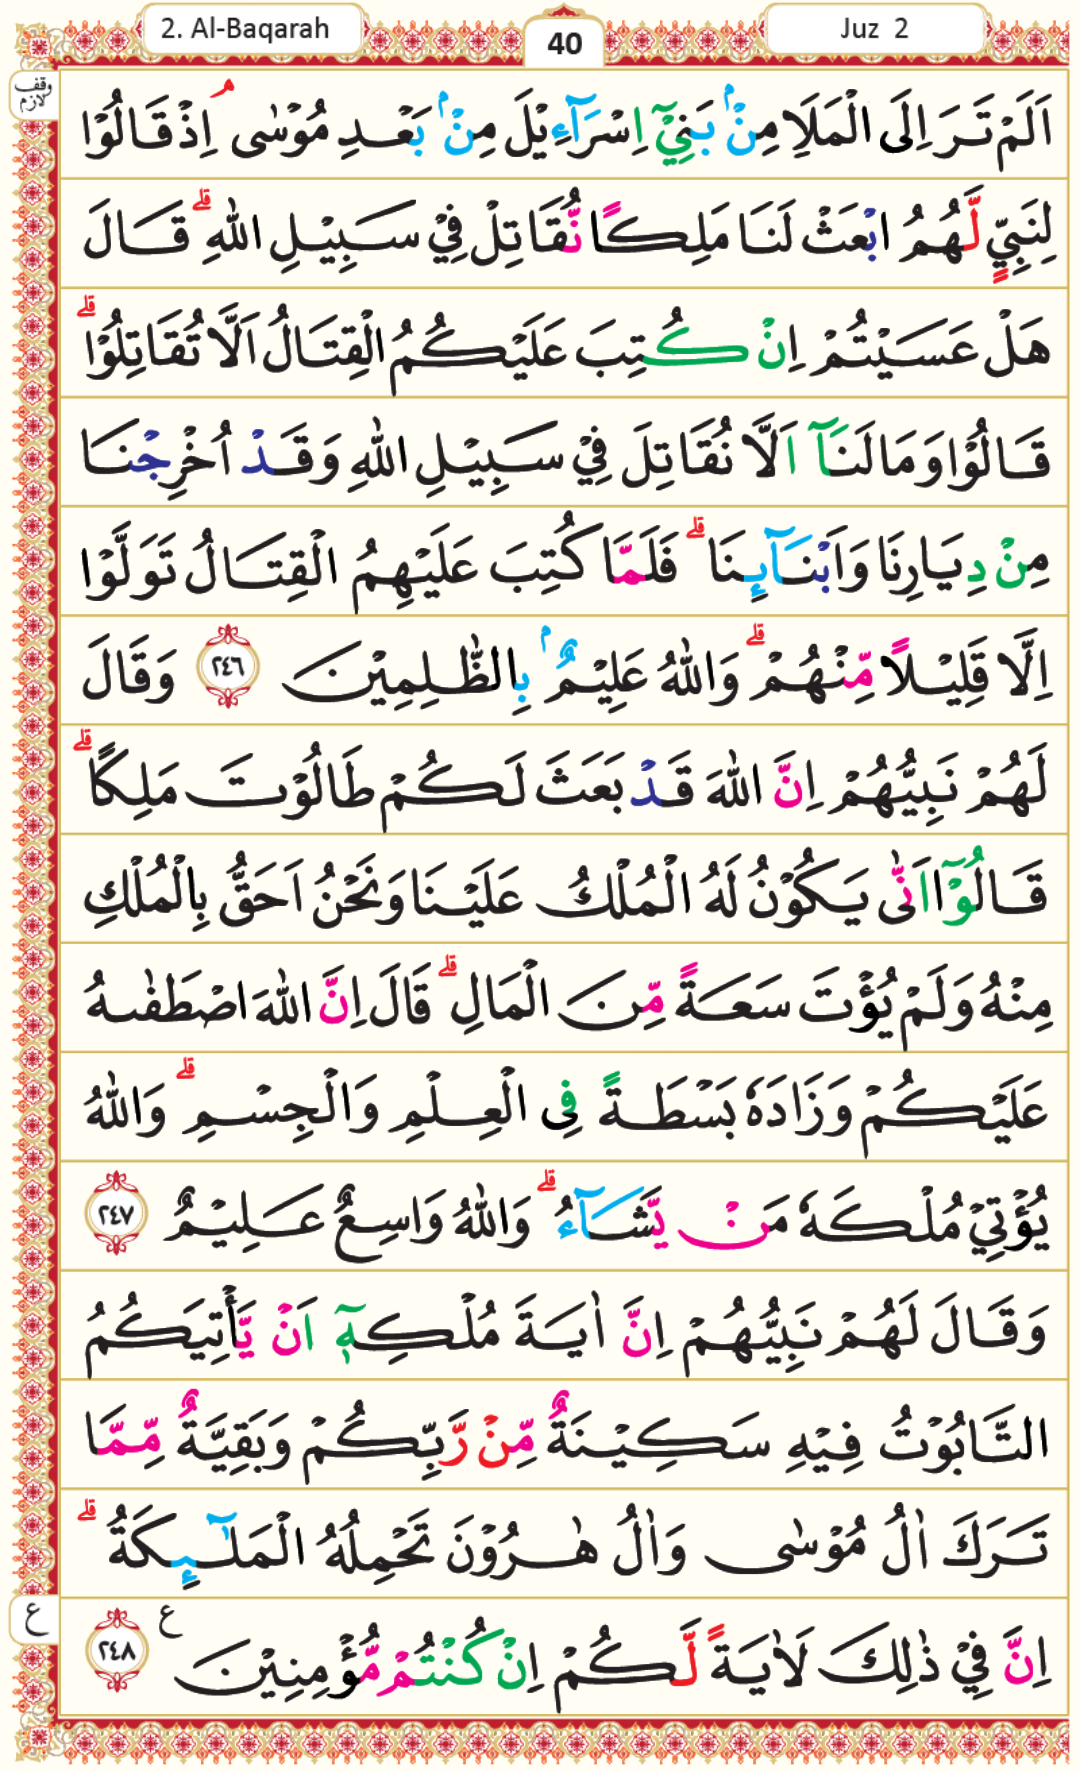 2. Al-Baqarah
40
Juz 2
وقف لازم
اَلَمْ تَرَ اِلَى الْمَلَاِ مِنْۢ بَنِيْٓ اِسْرَآءِيْلَ مِنْۢ بَعْدِ مُوْسٰىۘ اِذْ قَالُوْا
لِنَبِيٍّ لَّهُمُ ابْعَثْ لَنَا مَلِكًا نُّقَاتِلْ فِيْ سَبِيْلِ اللّٰهِ ۗ قَالَ
هَلْ عَسَيْتُمْ اِنْ كُتِبَ عَلَيْكُمُ الْقِتَالُ اَلَّا تُقَاتِلُوْا ۗ
قَالُوْا وَمَا لَنَآ اَلَّا نُقَاتِلَ فِيْ سَبِيْلِ اللّٰهِ وَقَدْ اُخْرِجْنَا
مِنْ دِيَارِنَا وَاَبْنَآىِٕنَا ۗ فَلَمَّا كُتِبَ عَلَيْهِمُ الْقِتَالُ تَوَلَّوْا
اِلَّا قَلِيْلًا مِّنْهُمْ ۗ وَاللّٰهُ عَلِيْمٌۢ بِالظّٰلِمِيْنَ ٢٤٦ وَقَالَ
لَهُمْ نَبِيُّهُمْ اِنَّ اللّٰهَ قَدْ بَعَثَ لَكُمْ طَالُوْتَ مَلِكًا ۗ
قَالُوْٓا اَنّٰى يَكُوْنُ لَهُ الْمُلْكُ عَلَيْنَا وَنَحْنُ اَحَقُّ بِالْمُلْكِ
مِنْهُ وَلَمْ يُؤْتَ سَعَةً مِّنَ الْمَالِ ۗ قَالَ اِنَّ اللّٰهَ اصْطَفٰىهُ
عَلَيْكُمْ وَزَادَهٗ بَسْطَةً فِى الْعِلْمِ وَالْجِسْمِ ۗ وَاللّٰهُ
يُؤْتِيْ مُلْكَهٗ مَنْ يَّشَآءُ ۗ وَاللّٰهُ وَاسِعٌ عَلِيْمٌ ٢٤٧
وَقَالَ لَهُمْ نَبِيُّهُمْ اِنَّ اٰيَةَ مُلْكِهٖٓ اَنْ يَّأْتِيَكُمُ
التَّابُوْتُ فِيْهِ سَكِيْنَةٌ مِّنْ رَّبِّكُمْ وَبَقِيَّةٌ مِّمَّا
تَرَكَ اٰلُ مُوْسٰى وَاٰلُ هٰرُوْنَ تَحْمِلُهُ الْمَلٰۤىِٕكَةُ ۗ
اِنَّ فِيْ ذٰلِكَ لَاٰيَةً لَّكُمْ اِنْ كُنْتُمْ مُّؤْمِنِيْنَ ع ٢٤٨
ع